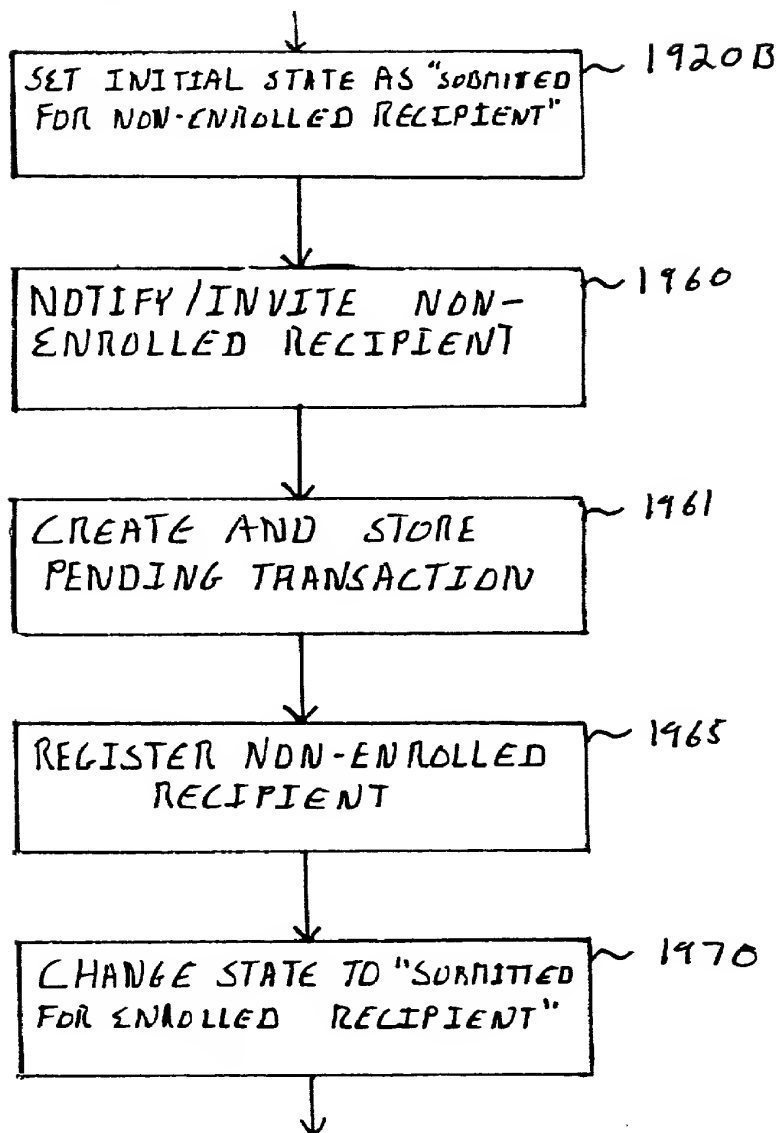 SET INITIAL STATE AS "SUBMITED
FOR NON-ENROLLED RECIPIENT"
1920B
NOTIFY/INVITE NON-
ENROLLED RECIPIENT
1960
CREATE AND STORE
PENDING TRANSACTION
1961
REGISTER NON-ENROLLED
RECIPIENT
1965
CHANGE STATE TO "SUBMITTED
FOR ENROLLED RECIPIENT"
1970